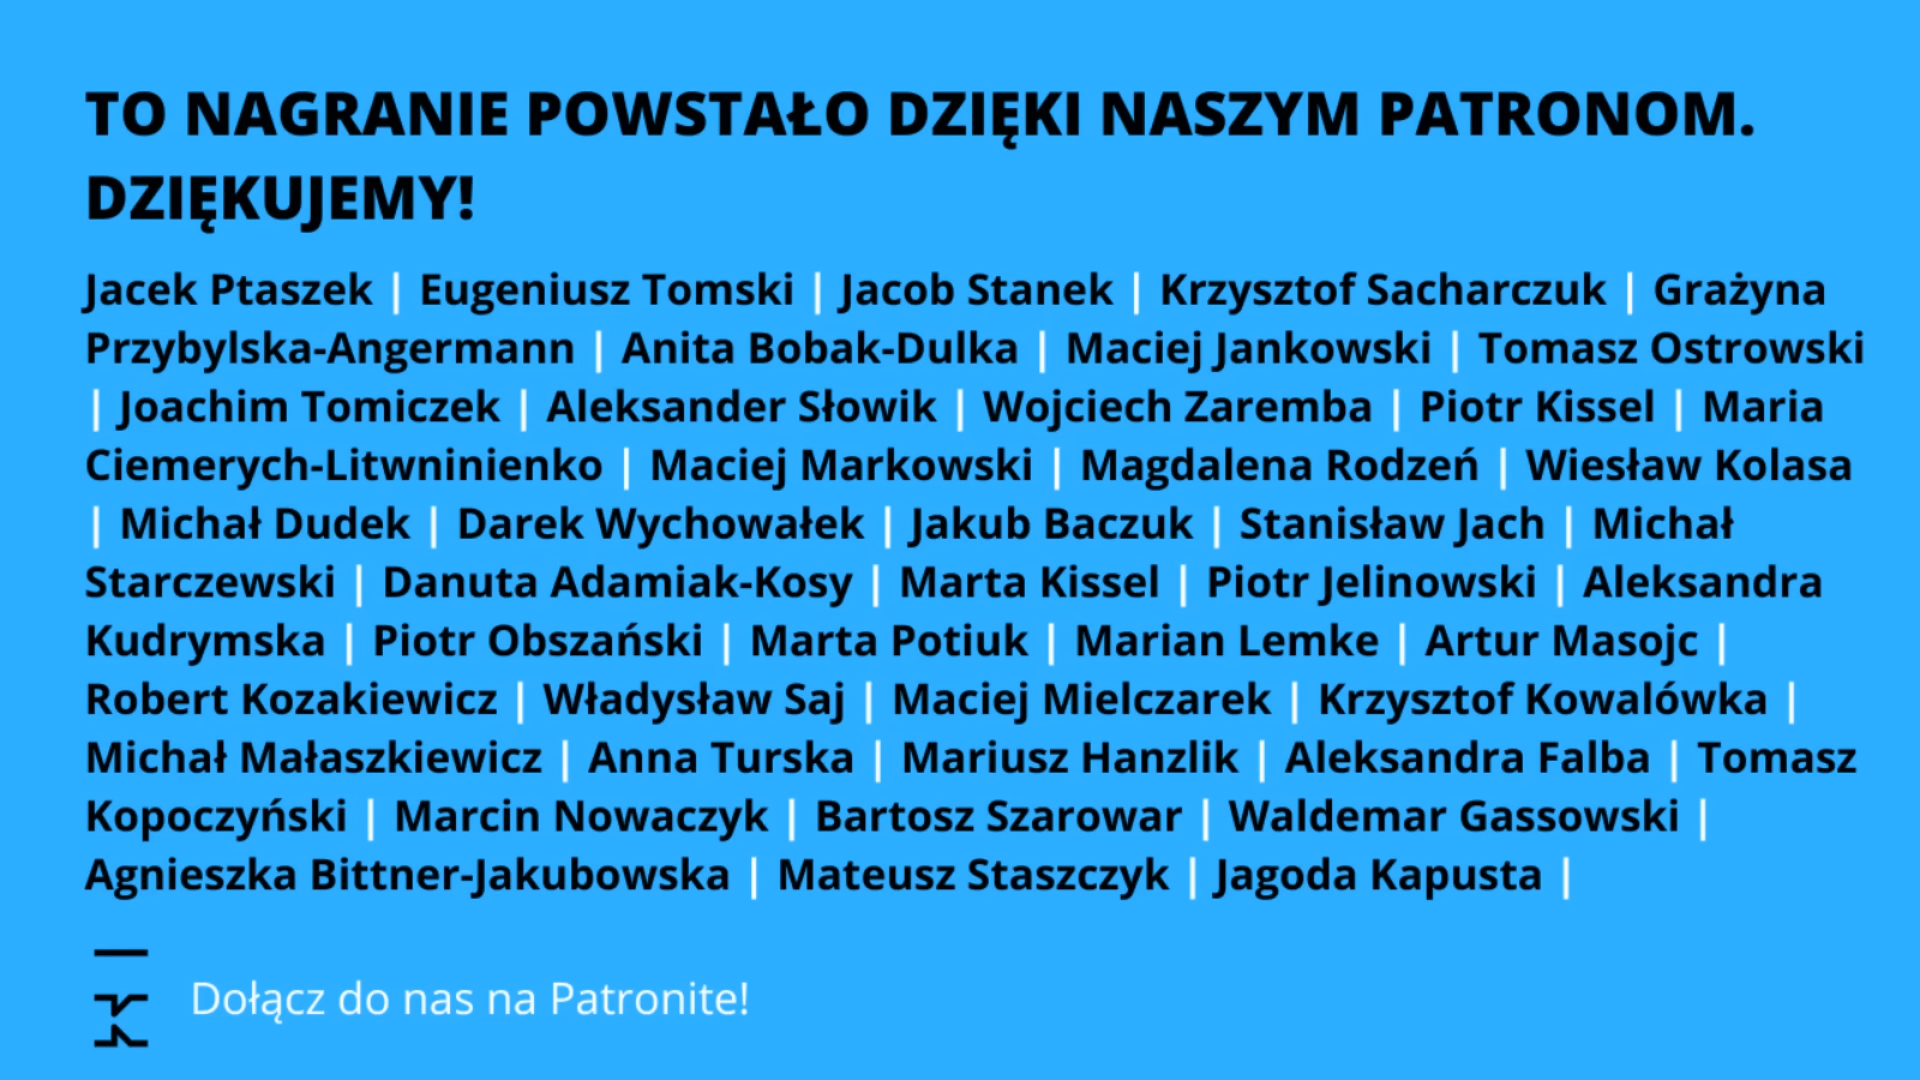 TO NAGRANIE POWSTAŁO DZIĘKI NASZYM PATRONOM.
DZIĘKUJEMY!
Jacek Ptaszek | Eugeniusz Tomski | Jacob Stanek | Krzysztof Sacharczuk | Grażyna
Przybylska-Angermann | Anita Bobak-Dulka | Maciej Jankowski | Tomasz Ostrowski
| Joachim Tomiczek | Aleksander Słowik | Wojciech Zaremba | Piotr Kissel | Maria
Ciemerych-Litwninienko | Maciej Markowski | Magdalena Rodzeń | Wiesław Kolasa
| Michał Dudek | Darek Wychowałek | Jakub Baczuk | Stanisław Jach | Michał
Starczewski | Danuta Adamiak-Kosy | Marta Kissel | Piotr Jelinowski | Aleksandra
Kudrymska | Piotr Obszański | Marta Potiuk | Marian Lemke | Artur Masojc |
Robert Kozakiewicz | Władysław Saj | Maciej Mielczarek | Krzysztof Kowalówka |
Michał Małaszkiewicz | Anna Turska | Mariusz Hanzlik | Aleksandra Falba | Tomasz
Kopoczyński | Marcin Nowaczyk | Bartosz Szarowar | Waldemar Gassowski |
Agnieszka Bittner-Jakubowska | Mateusz Staszczyk | Jagoda Kapusta |
Dołącz do nas na Patronite!